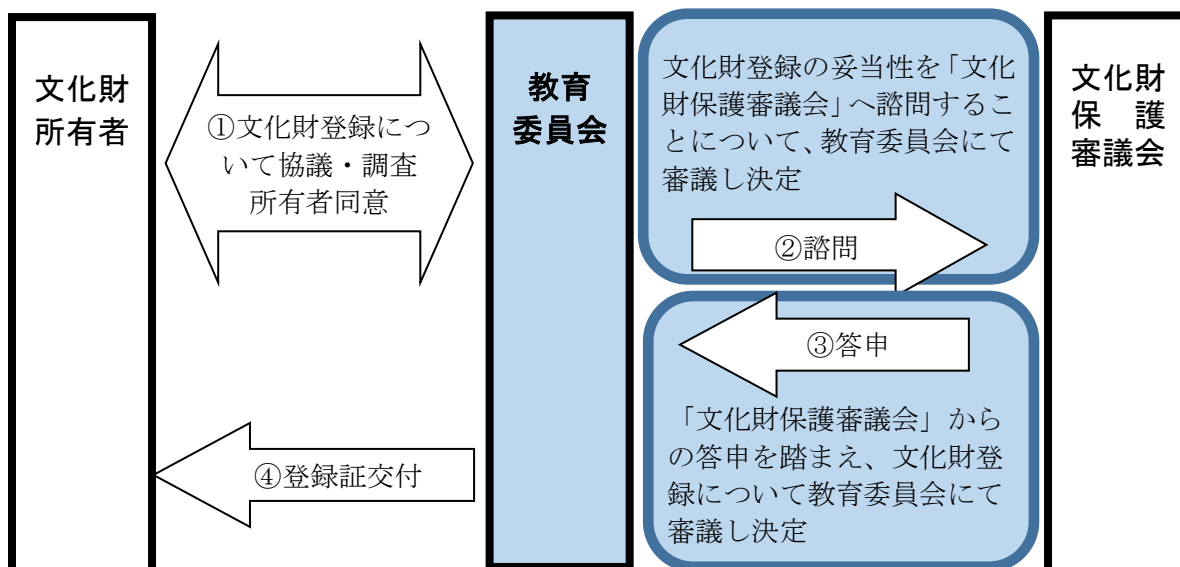 文化財
所有者
①文化財登録につ
いて協議・調査
所有者同意
教育
委員会
文化財登録の妥当性を「文化
財保護審議会」へ諮問するこ
とについて、教育委員会にて
審議し決定
②諮問
文化財
保　護
審議会
③答申
「文化財保護審議会」から
の答申を踏まえ、文化財登
録について教育委員会にて
審議し決定
④登録証交付